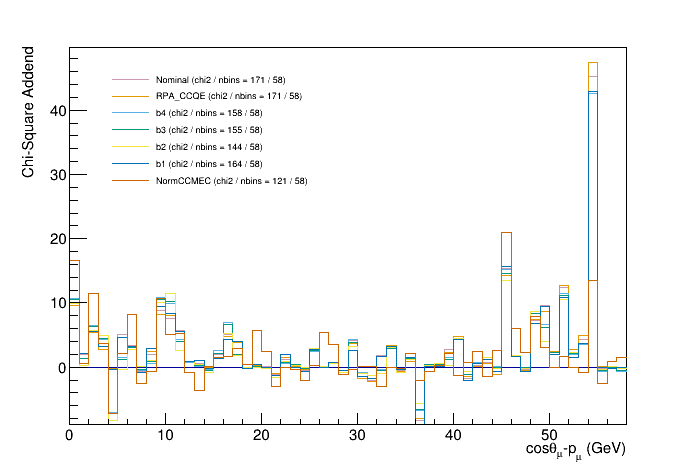 Chi-Square Addend
Nominal (chi2 / nbins = 171 / 58)
RPA_CCQE (chi2 / nbins = 171 / 58)
b4 (chi2 / nbins = 158 / 58)
b3 (chi2 / nbins = 155 / 58)
b2 (chi2 / nbins = 144 / 58)
b1 (chi2 / nbins = 164 / 58)
NormCCMEC (chi2 / nbins = 121 / 58)
40
30
20
10
0
0 10 20 30 40 50
cosθμ-pμ (GeV)